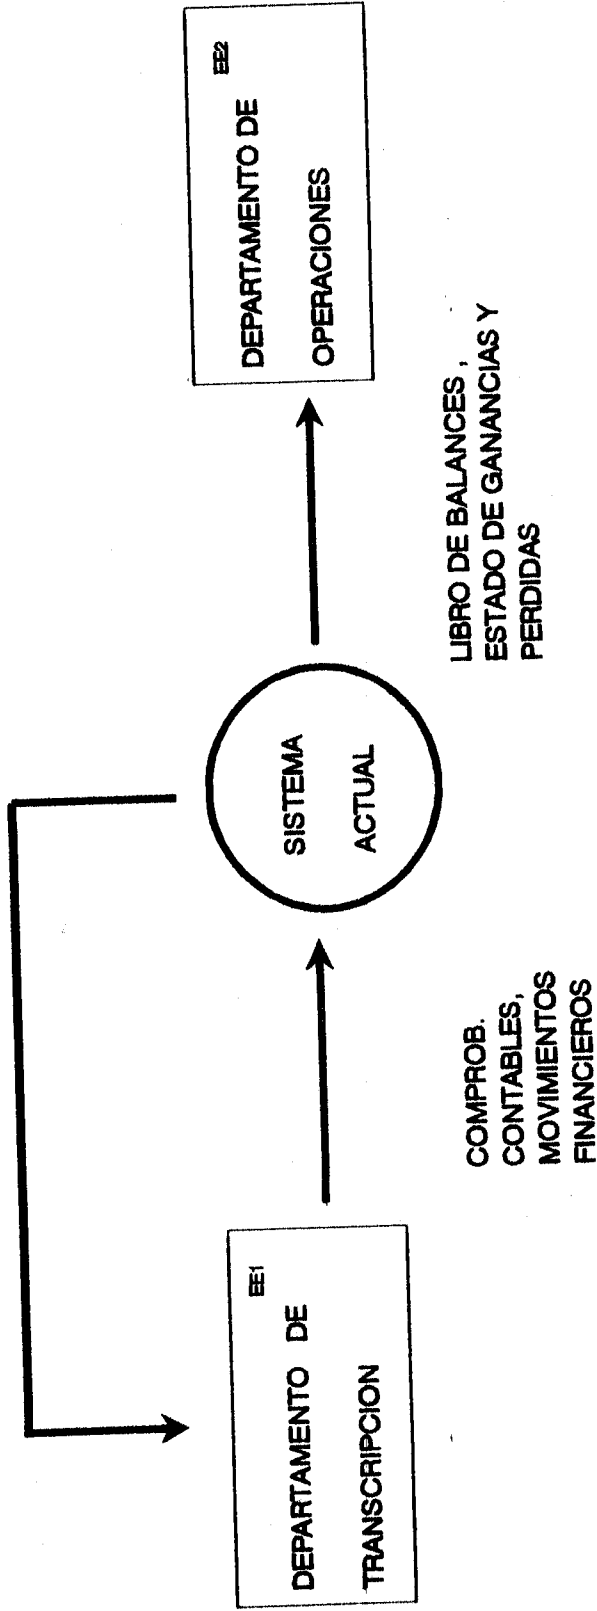 EE1
DEPARTAMENTO DE
TRANSCRIPCION
COMPROB.
CONTABLES,
MOVIMIENTOS
FINANCIEROS
SISTEMA
ACTUAL
LIBRO DE BALANCES ,
ESTADO DE GANANCIAS Y
PERDIDAS
EE2
DEPARTAMENTO DE
OPERACIONES